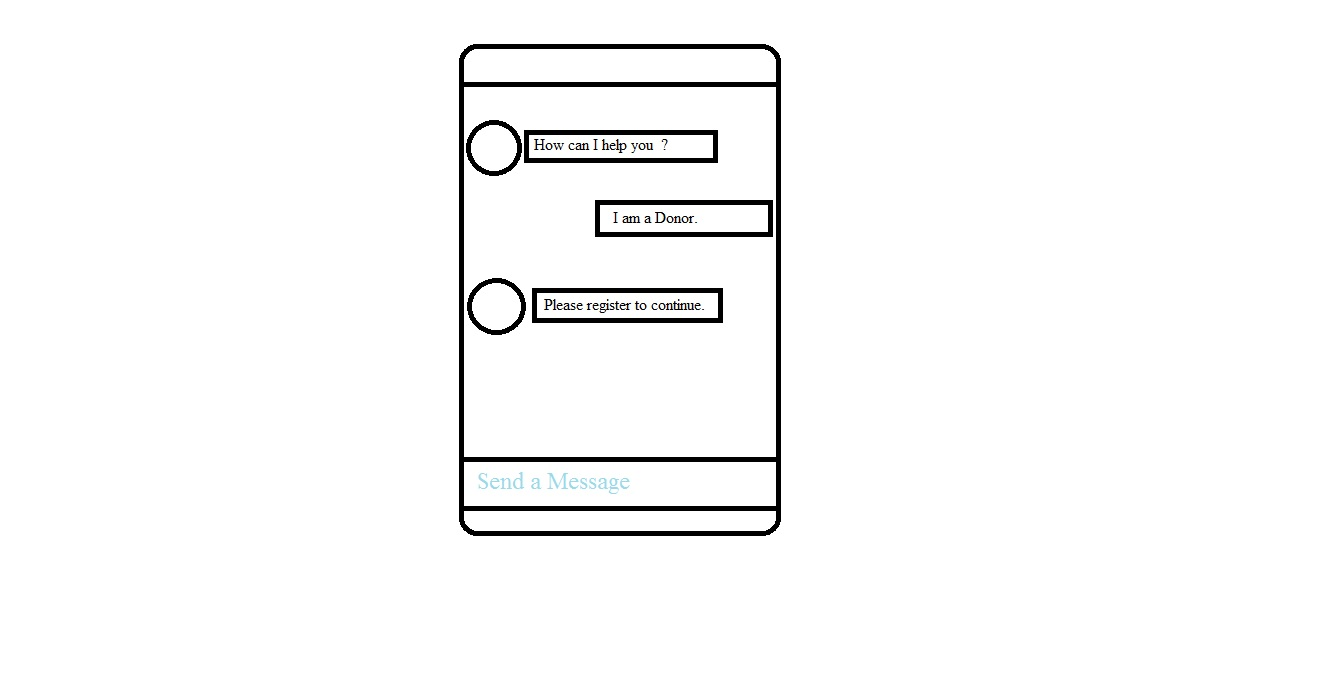 How can I help you  ?
I am a Donor.
Please register to continue.
Send a Message